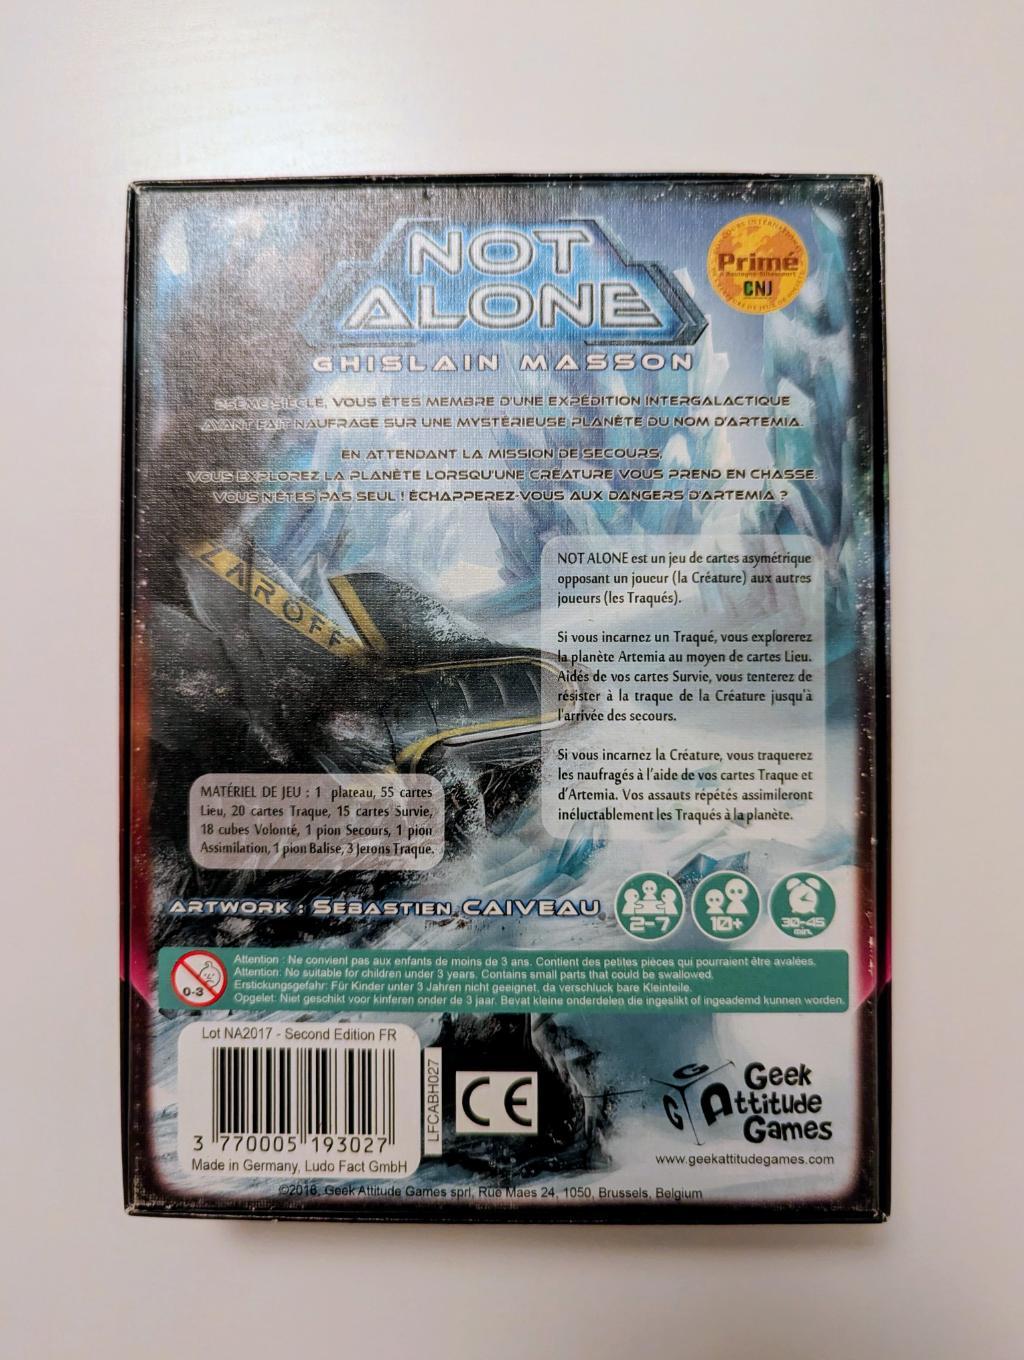 NOT
ALONE
Primé
à Boulogne-Billancourt
CNJ
GHISLAIN MASSON
SIÈCLE, VOUS ÊTES MEMBRE D'UNE EXPÉDITION INTERGALACTIQUE
AYANT FAIT NAUFRAGE SUR UNE MYSTÉRIEUSE PLANÈTE DU NOM D'ARTEMIA.
EN ATTENDANT LA MISSION DE SECOURS,
VOUS EXPLOREZ LA PLANÈTE LORSQU'UNE CRÉATURE VOUS PREND EN CHASSE.
VOUS N'ÊTES PAS SEUL ! ÉCHAPPEREZ-VOUS AUX DANGERS D'ARTEMIA ?
ZAROFF
NOT ALONE est un jeu de cartes asymétrique
opposant un joueur (la Créature) aux autres
joueurs (les Traqués).
Si vous incarnez un Traqué, vous explorerez
la planète Artemia au moyen de cartes Lieu.
Aidés de vos cartes Survie, vous tenterez de
résister à la traque de la Créature jusqu'à
l'arrivée des secours.
Si vous incarnez la Créature, vous traquerez
les naufragés à l'aide de vos cartes Traque et
d'Artemia. Vos assauts répétés assimileront
inéluctablement les Traqués à la planète.
MATÉRIEL DE JEU : 1 plateau, 55 cartes
Lieu, 20 cartes Traque, 15 cartes Survie,
18 cubes Volonté, 1 pion Secours, 1 pion
Assimilation, 1 pion Balise, 3 Jetons Traque.
ARTWORK : SEBASTIEN CAIVEAU
2-7
10+
30-45
min.
0-3
Attention : Ne convient pas aux enfants de moins de 3 ans. Contient des petites pièces qui pourraient être avalées.
Attention: No suitable for children under 3 years. Contains small parts that could be swallowed.
Erstickungsgefahr: Für Kinder unter 3 Jahren nicht geeignet, da verschluck bare Kleinteile.
Opgelet: Niet geschikt voor kinferen onder de 3 jaar. Bevat kleine onderdelen die ingeslikt of ingeademd kunnen worden.
Lot NA2017 - Second Edition FR
3 770005 193027
Made in Germany, Ludo Fact GmbH
LFCABH027
CE
G
G
Geek
Attitude
Games
www.geekattitudegames.com
©2016, Geek Attitude Games sprl, Rue Maes 24, 1050, Brussels, Belgium